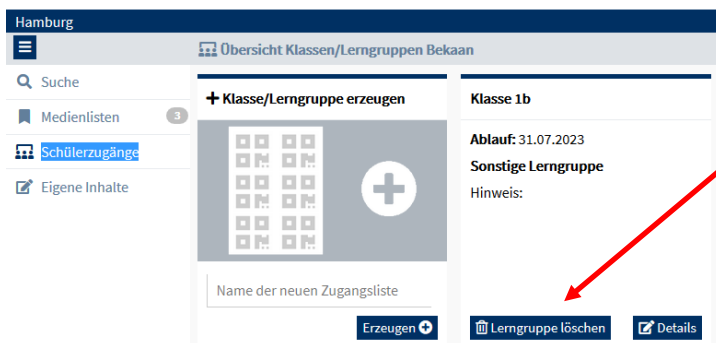 Hamburg
Übersicht Klassen/Lerngruppen Bekaan
Suche
Medienlisten 3
Schülerzugänge
Eigene Inhalte
Klasse/Lerngruppe erzeugen
Name der neuen Zugangsliste
Erzeugen
Klasse 1b
Ablauf: 31.07.2023
Sonstige Lerngruppe
Hinweis:
Lerngruppe löschen
Details